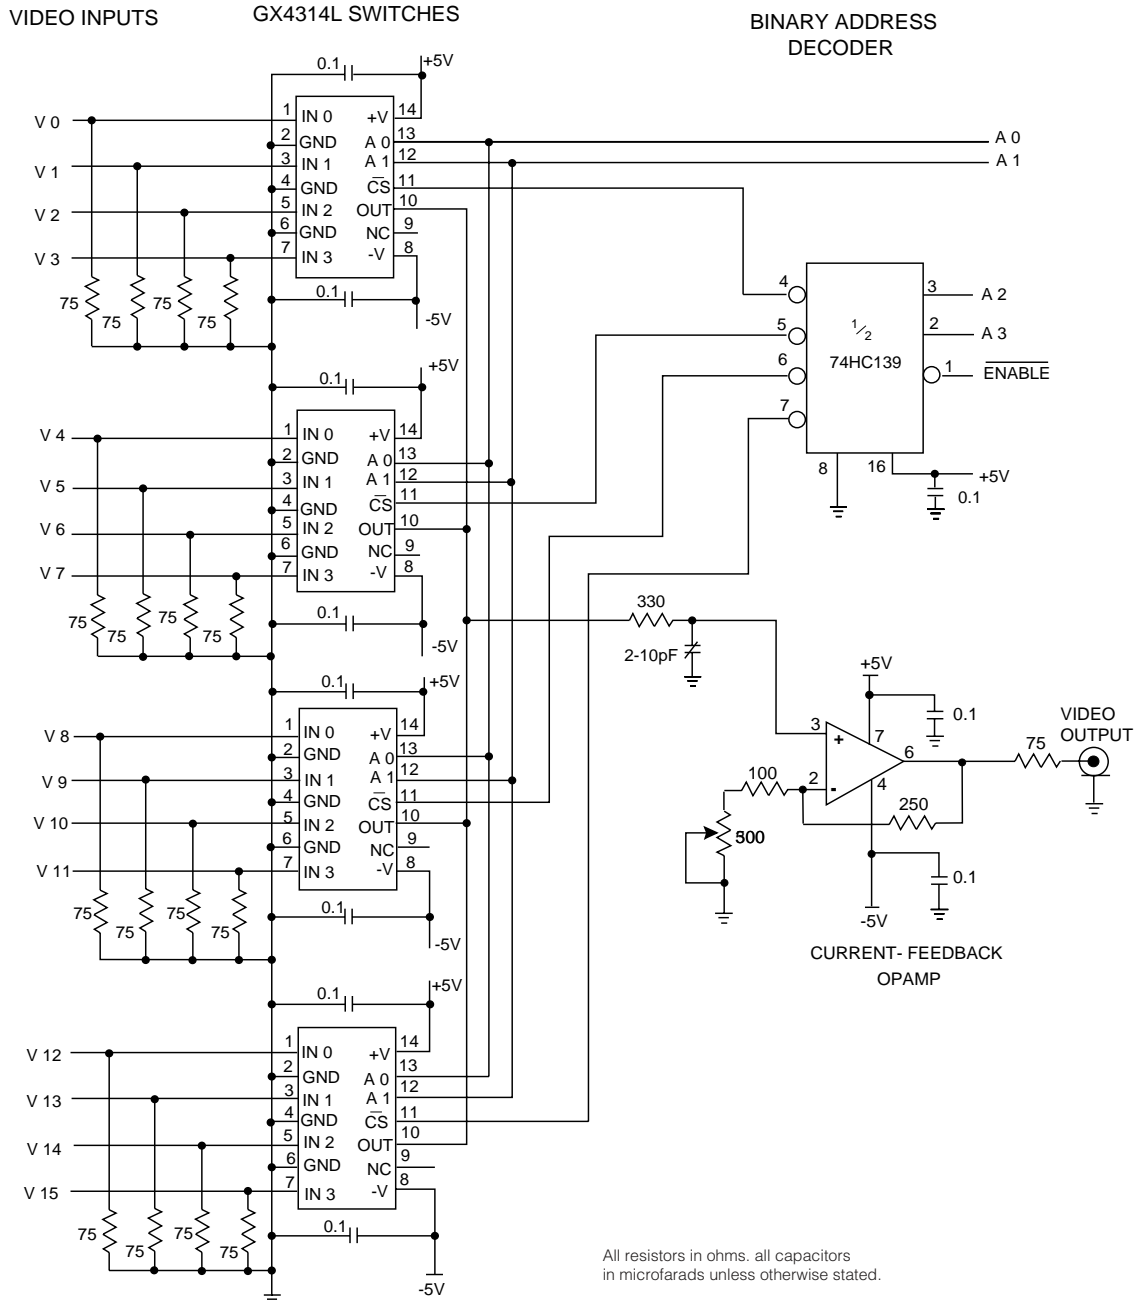 VIDEO INPUTS
GX4314L SWITCHES
BINARY ADDRESS
DECODER
0.1
+5V
V 0
1
IN 0
+V
14
2
GND
A 0
13
A 0
V 1
3
IN 1
A 1
12
A 1
4
GND
CS
11
V 2
5
IN 2
OUT
10
6
GND
NC
9
V 3
7
IN 3
-V
8
75
75
75
75
0.1
-5V
4
5
6
7
1/2
74HC139
3
A 2
2
A 3
1
ENABLE
8
16
+5V
0.1
0.1
+5V
V 4
1
IN 0
+V
14
2
GND
A 0
13
V 5
3
IN 1
A 1
12
4
GND
CS
11
V 6
5
IN 2
OUT
10
6
GND
NC
9
V 7
7
IN 3
-V
8
75
75
75
75
0.1
-5V
330
2-10pF
0.1
+5V
V 8
1
IN 0
+V
14
2
GND
A 0
13
V 9
3
IN 1
A 1
12
4
GND
CS
11
V 10
5
IN 2
OUT
10
6
GND
NC
9
V 11
7
IN 3
-V
8
75
75
75
75
0.1
-5V
+5V
0.1
3
+
7
6
2
-
4
100
250
75
VIDEO
OUTPUT
0.1
-5V
CURRENT- FEEDBACK
OPAMP
0.1
+5V
V 12
1
IN 0
+V
14
2
GND
A 0
13
V 13
3
IN 1
A 1
12
4
GND
CS
11
V 14
5
IN 2
OUT
10
6
GND
NC
9
V 15
7
IN 3
-V
8
75
75
75
75
0.1
-5V
All resistors in ohms. all capacitors
in microfarads unless otherwise stated.